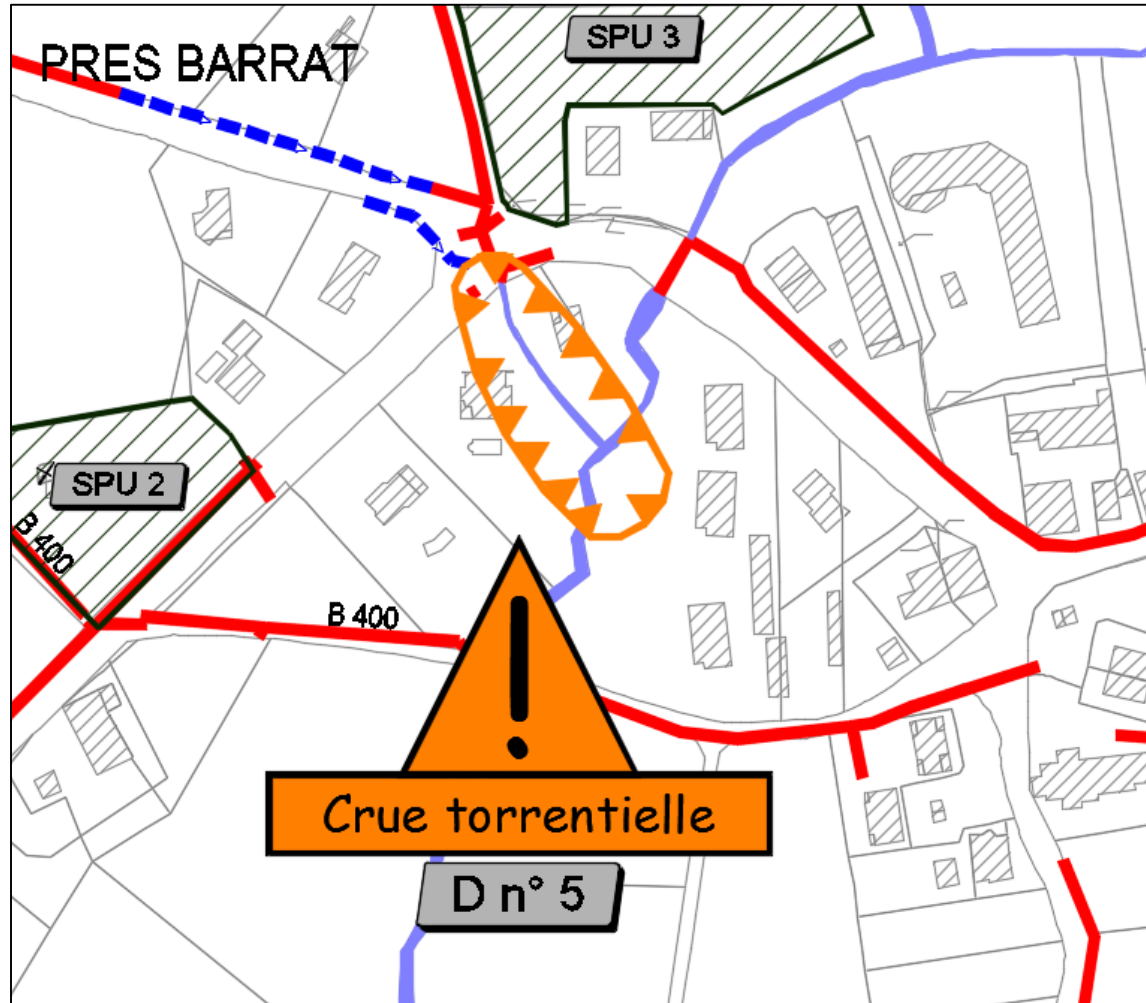 SPU 3
PRES BARRAT
SPU 2
B 400
B 400
!
Crue torrentielle
D n° 5